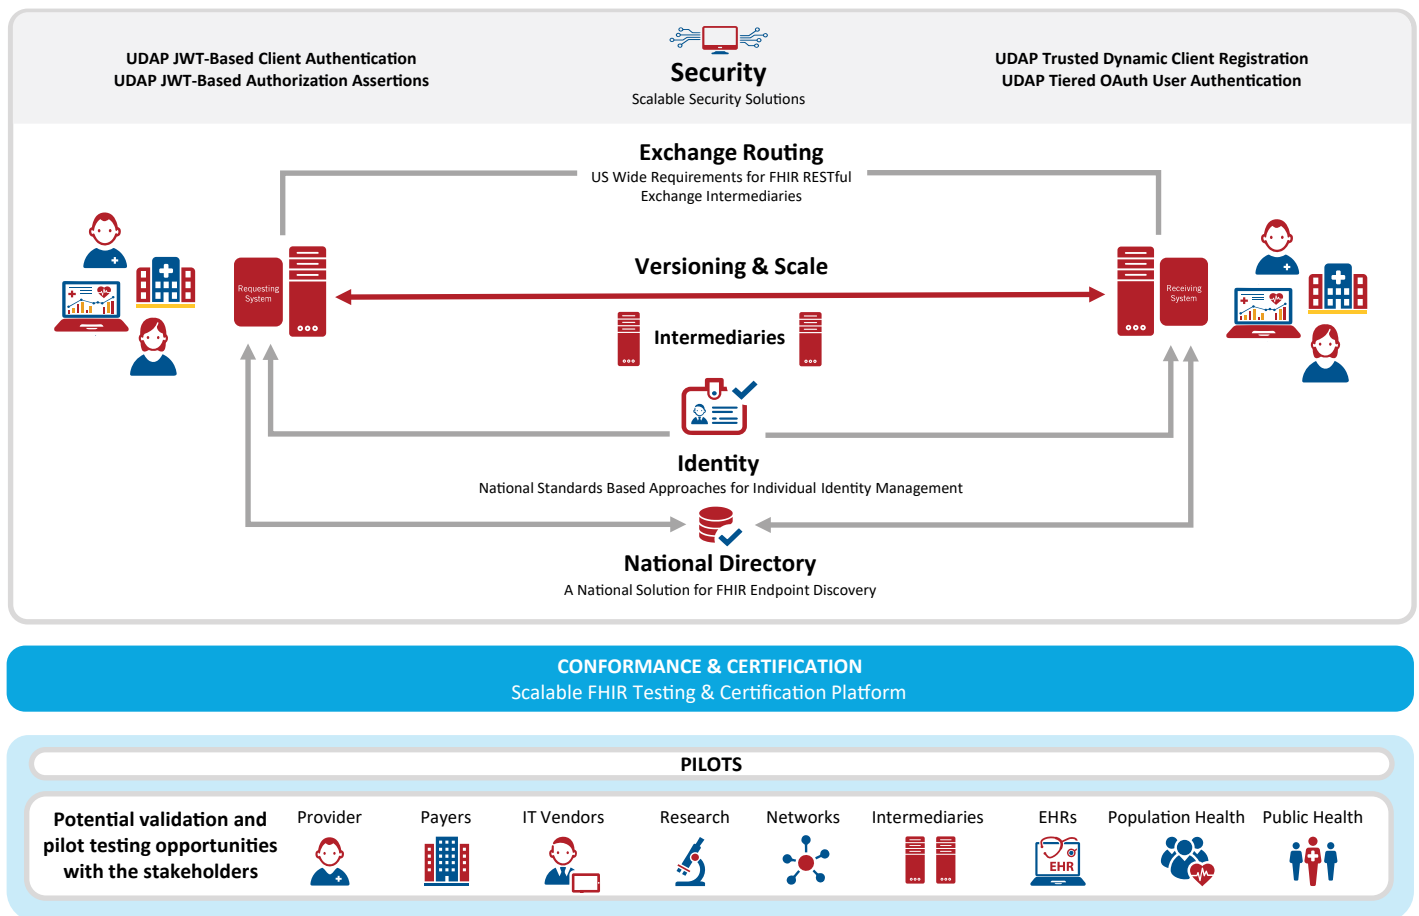 UDAP JWT-Based Client Authentication
UDAP JWT-Based Authorization Assertions
Security
Scalable Security Solutions
UDAP Trusted Dynamic Client Registration
UDAP Tiered OAuth User Authentication
Exchange Routing
US Wide Requirements for FHIR RESTful
Exchange Intermediaries
Versioning & Scale
Requesting
System
Receiving
System
Intermediaries
Identity
National Standards Based Approaches for Individual Identity Management
National Directory
A National Solution for FHIR Endpoint Discovery
CONFORMANCE & CERTIFICATION
Scalable FHIR Testing & Certification Platform
PILOTS
Potential validation and
pilot testing opportunities
with the stakeholders
Provider
Payers
IT Vendors
Research
Networks
Intermediaries
EHRs
EHR
Population Health
Public Health